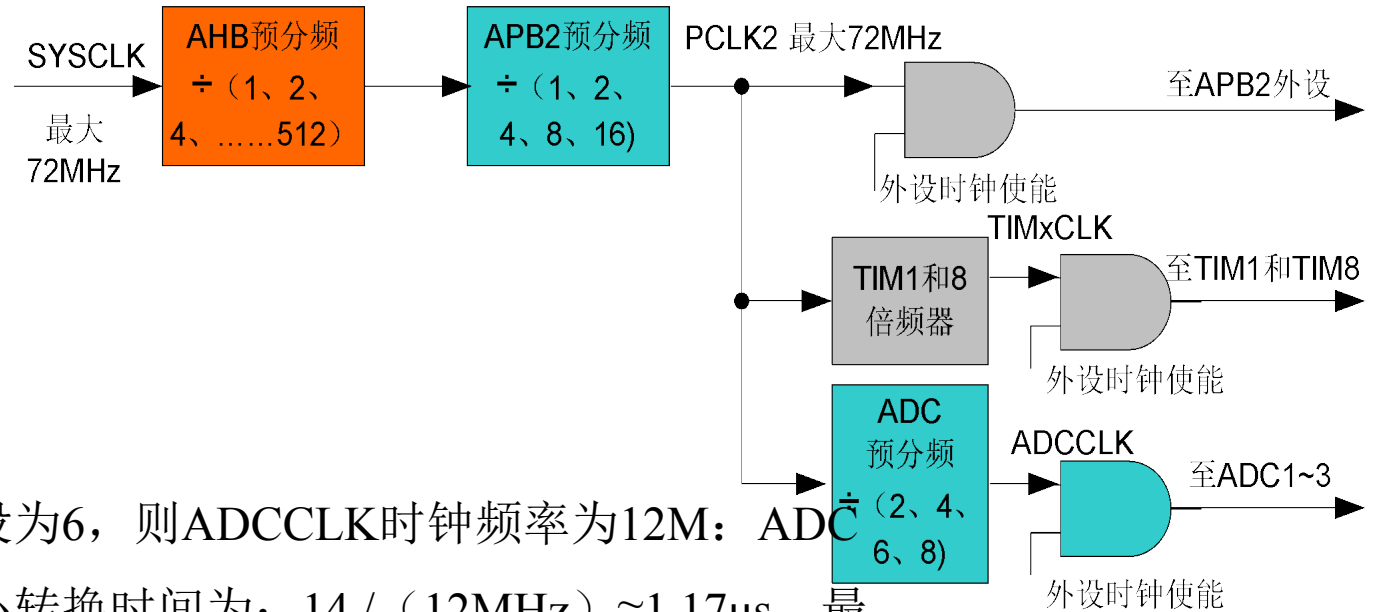 SYSCLK
最大
72MHz
AHB预分频
÷（1、2、
4、……512）
APB2预分频
÷（1、2、
4、8、16)
PCLK2 最大72MHz
至APB2外设
外设时钟使能
TIMxCLK
TIM1和8
倍频器
至TIM1和TIM8
外设时钟使能
ADC
预分频
÷（2、4、
6、8)
ADCCLK
至ADC1~3
外设时钟使能
设为6，则ADCCLK时钟频率为12M：ADC
转换时间为：14 /（12MHz）≈1.17μs，最